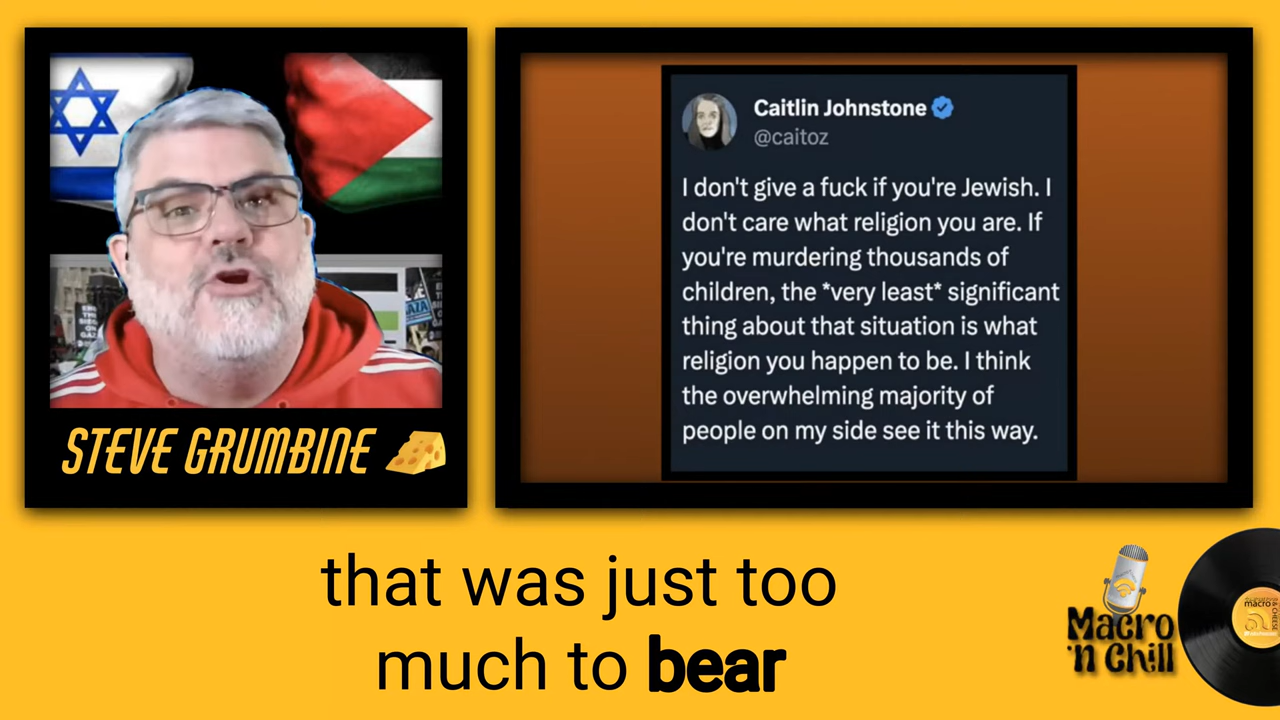 STEVE GRUMBINE
Caitlin Johnstone
@caitoz
I don't give a fuck if you're Jewish. I
don't care what religion you are. If
you're murdering thousands of
children, the *very least* significant
thing about that situation is what
religion you happen to be. I think
the overwhelming majority of
people on my side see it this way.
that was just too
much to bear
Macro
'N Chill
macro